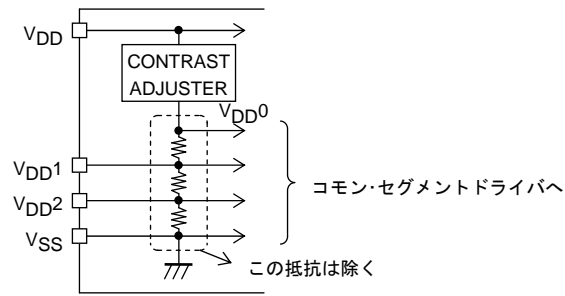 VDD
CONTRAST
ADJUSTER
VDD0
VDD1
VDD2
VSS
コモン･セグメントドライバへ
この抵抗は除く